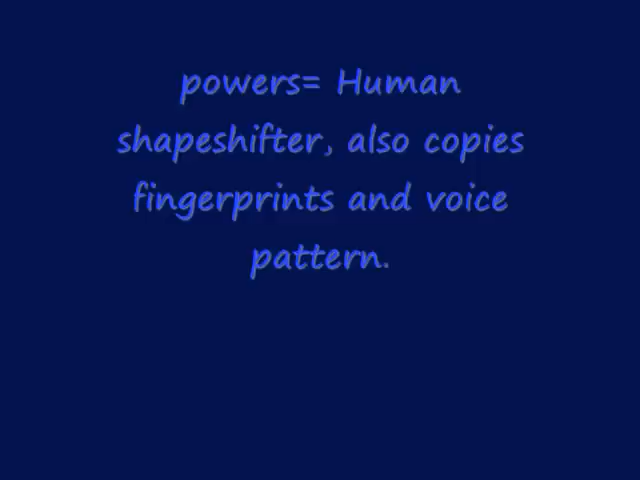 powers= Human
shapeshifter, also copies
fingerprints and voice
pattern.